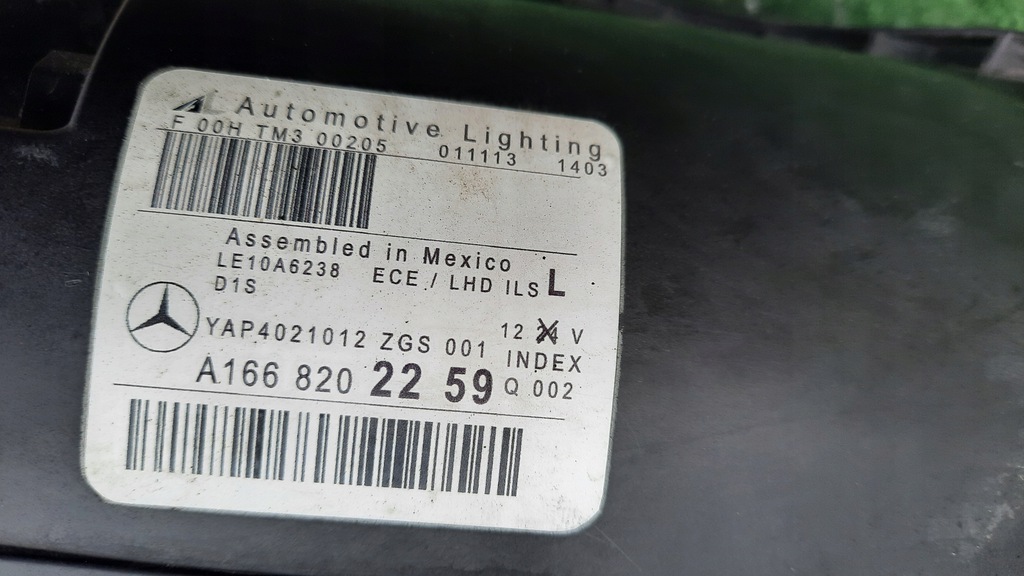 AL Automotive Lighting
F 00H TM3 00205 011113 1403
Assembled in Mexico
LE10A6238 ECE / LHD ILS L
D1S
YAP4021012 ZGS 001 12 24 V
A166 820 22 59 INDEX
Q 002